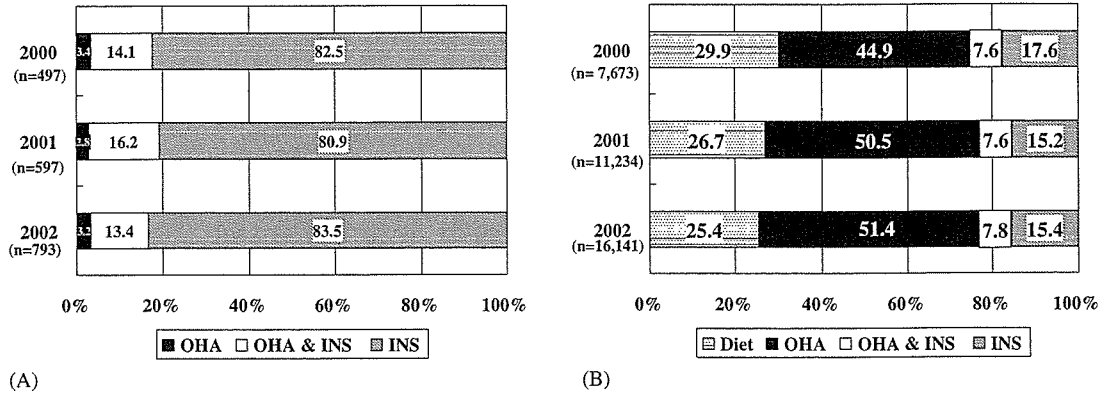 2000
(n=497)
3.4 14.1 82.5
2001
(n=597)
2.8 16.2 80.9
2002
(n=793)
3.2 13.4 83.5
0% 20% 40% 60% 80% 100%
OHA OHA & INS INS
(A)
2000
(n= 7,673)
29.9 44.9 7.6 17.6
2001
(n=11,234)
26.7 50.5 7.6 15.2
2002
(n=16,141)
25.4 51.4 7.8 15.4
0% 20% 40% 60% 80% 100%
Diet OHA OHA & INS INS
(B)